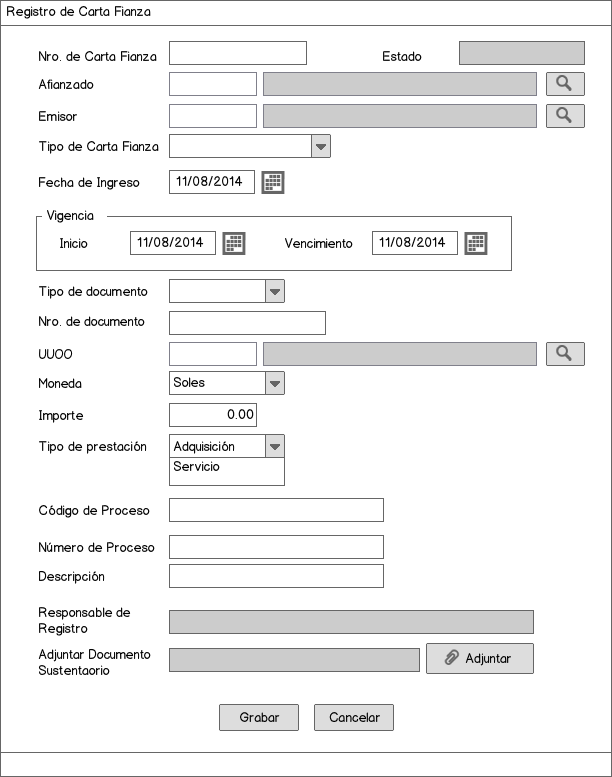 Registro de Carta Fianza
Nro. de Carta Fianza Estado
Afianzado
Emisor
Tipo de Carta Fianza
Fecha de Ingreso 11/08/2014
Vigencia
Inicio 11/08/2014 Vencimiento 11/08/2014
Tipo de documento
Nro. de documento
UUOO
Moneda Soles
Importe 0.00
Tipo de prestación Adquisición
Servicio
Código de Proceso
Número de Proceso
Descripción
Responsable de
Registro
Adjuntar Documento
Sustentaorio Adjuntar
Grabar Cancelar